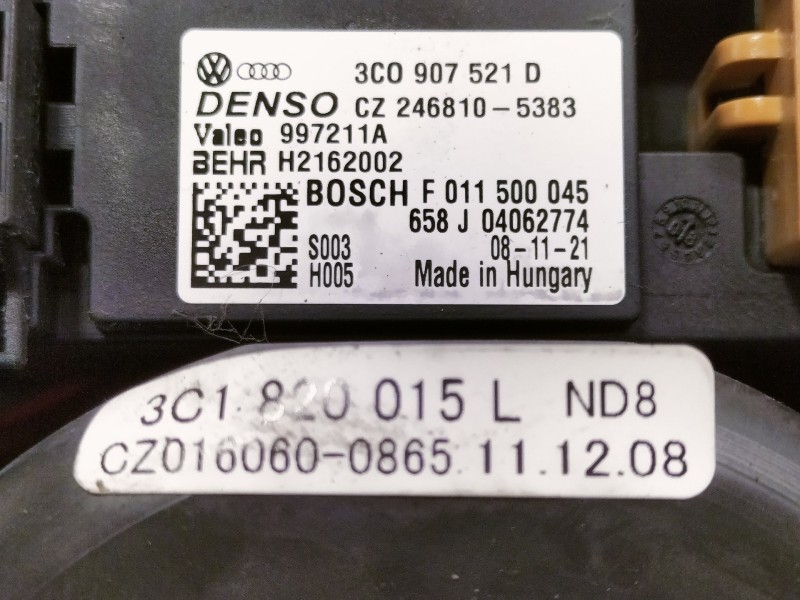 3C0 907 521 D
DENSO CZ 246810-5383
Valeo 997211A
BEHR H2162002
BOSCH F 011 500 045
658 J 04062774
S003 08-11-21
H005 Made in Hungary
3C1 820 015 L ND8
CZ016060-0865 11.12.08